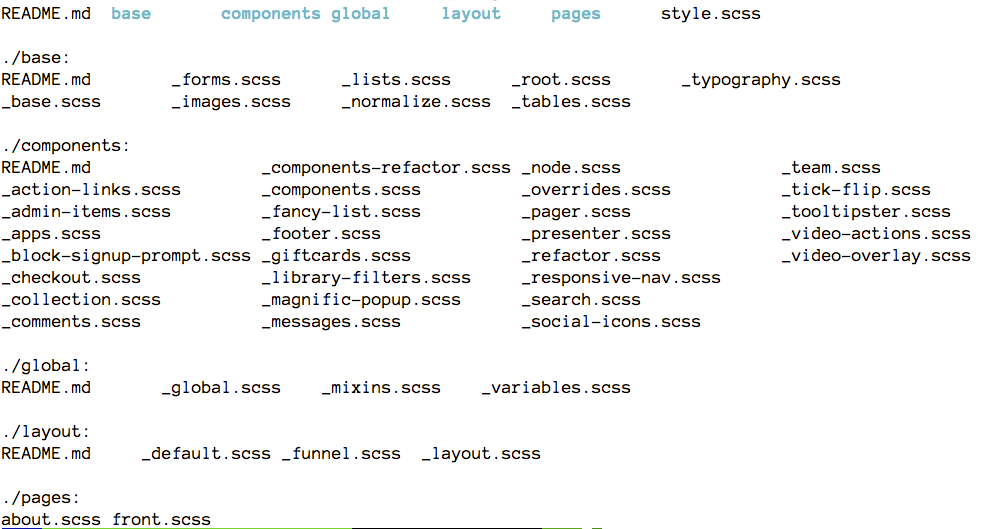 README.md base components global layout pages style.scss
./base:
README.md _forms.scss _lists.scss _root.scss _typography.scss
_base.scss _images.scss _normalize.scss _tables.scss
./components:
README.md _components-refactor.scss _node.scss _team.scss
_action-links.scss _components.scss _overrides.scss _tick-flip.scss
_admin-items.scss _fancy-list.scss _pager.scss _tooltipster.scss
_apps.scss _footer.scss _presenter.scss _video-actions.scss
_block-signup-prompt.scss _giftcards.scss _refactor.scss _video-overlay.scss
_checkout.scss _library-filters.scss _responsive-nav.scss
_collection.scss _magnific-popup.scss _search.scss
_comments.scss _messages.scss _social-icons.scss
./global:
README.md _global.scss _mixins.scss _variables.scss
./layout:
README.md _default.scss _funnel.scss _layout.scss
./pages:
about.scss front.scss